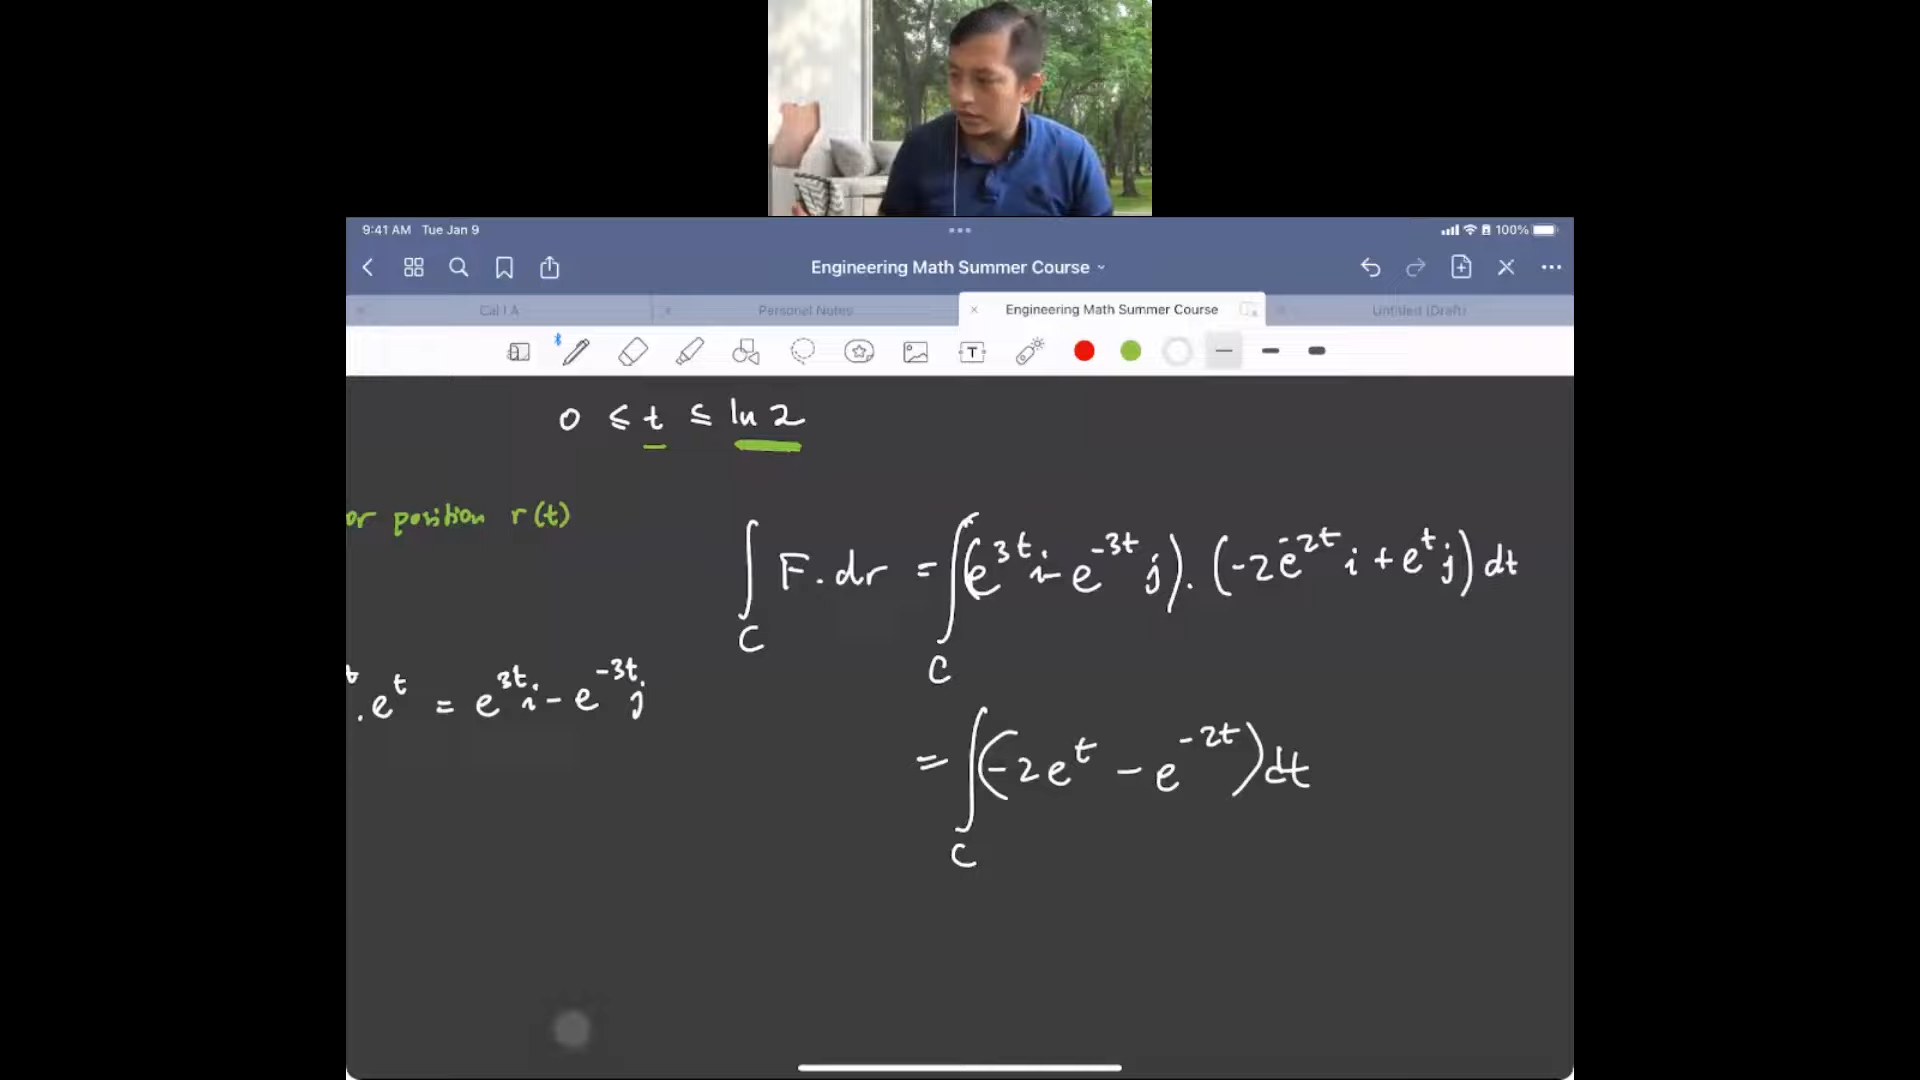 9:41 AM Tue Jan 9
100%
Engineering Math Summer Course
Cal I A
Personal Notes
Engineering Math Summer Course
Untitled (Draft)
T
0 ≤ t ≤ ln 2
or position r(t)
∫_C F · dr = ∫_C (e^{3t} i - e^{-3t} j) · (-2e^{-2t} i + e^t j) dt
t . e^t = e^{3t} i - e^{-3t} j
= ∫_C (-2e^t - e^{-2t}) dt